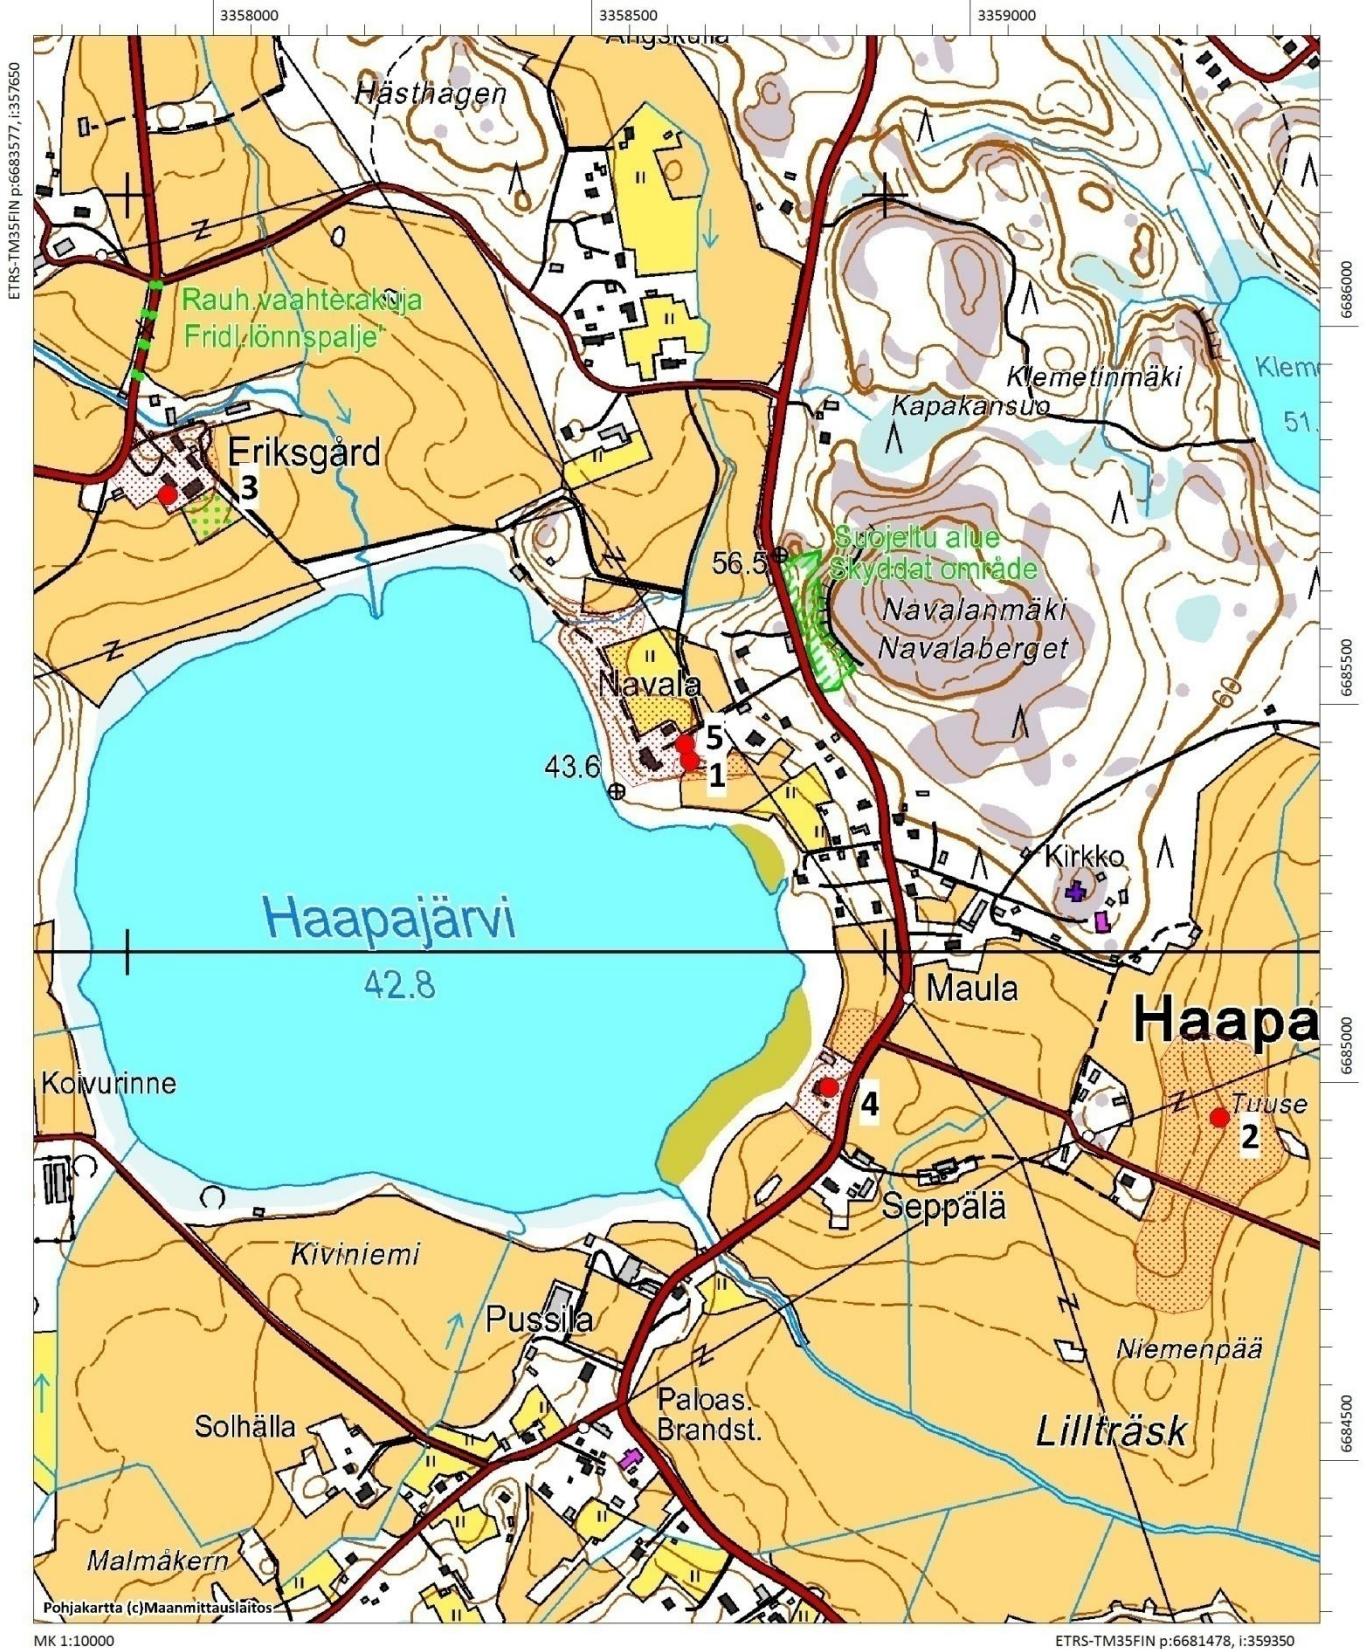 3358000
3358500
3359000
ETRS-TM35FIN p:6683577, i:357650
Ängskulla
Hästhagen
6686000
Rauh.vaahterakuja
Fridl.lönnspalje'
Klemetinmäki
Kapakansuo
51.
Eriksgård
3
56.5
Suojeltu alue
Skyddat område
Navalanmäki
Navalaberget
6685500
Navala
60
5
43.6
1
Kirkko
Haapajärvi
42.8
Maula
Haapa
6685000
Koivurinne
4
Tuuse
2
Seppälä
Kiviniemi
Pussila
Niemenpää
Paloas.
Brandst.
Solhälla
Lillträsk
6684500
Malmåkern
Pohjakartta (c)Maanmittauslaitos
MK 1:10000
ETRS-TM35FIN p:6681478, i:359350